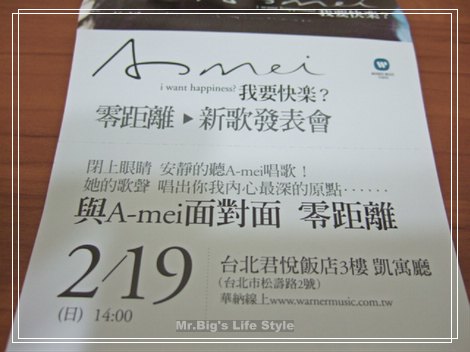 我要快樂?
Amei
WARNER MUSIC
i want happiness? 我要快楽?
零距離▶新歌發表會
閉上眼睛 安靜的聽A-mei唱歌!
她的歌聲 唱出你我內心最深的原點‥‥‥
與A-mei面對面 零距離
2/19
(日) 14:00
台北君悅飯店3樓 凱寓廳
(台北市松壽路2號)
華納線上www.warnermusic.com.tw
Mr.Big's Life Style